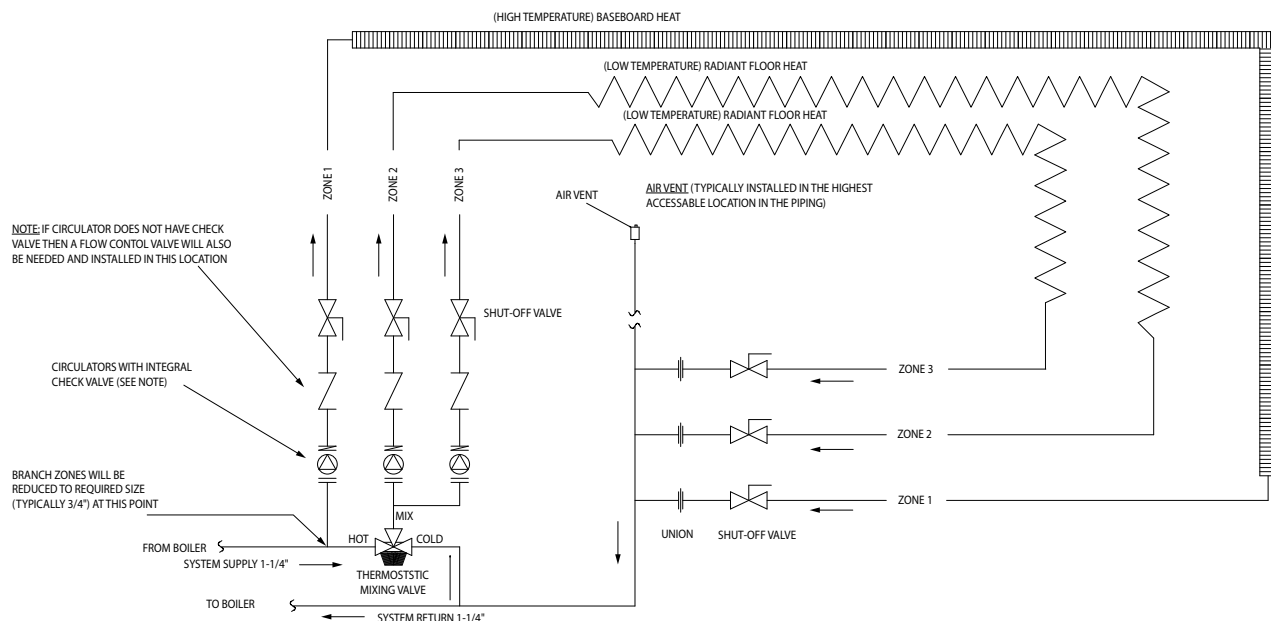 (HIGH TEMPERATURE) BASEBOARD HEAT
(LOW TEMPERATURE) RADIANT FLOOR HEAT
(LOW TEMPERATURE) RADIANT FLOOR HEAT
ZONE 1
ZONE 2
ZONE 3
AIR VENT
AIR VENT (TYPICALLY INSTALLED IN THE HIGHEST
ACCESSABLE LOCATION IN THE PIPING)
NOTE: IF CIRCULATOR DOES NOT HAVE CHECK
VALVE THEN A FLOW CONTOL VALVE WILL ALSO
BE NEEDED AND INSTALLED IN THIS LOCATION
SHUT-OFF VALVE
CIRCULATORS WITH INTEGRAL
CHECK VALVE (SEE NOTE)
ZONE 3
ZONE 2
ZONE 1
BRANCH ZONES WILL BE
REDUCED TO REQUIRED SIZE
(TYPICALLY 3/4") AT THIS POINT
MIX
HOT
COLD
UNION
SHUT-OFF VALVE
FROM BOILER
SYSTEM SUPPLY 1-1/4"
THERMOSTSTIC
MIXING VALVE
TO BOILER
SYSTEM RETURN 1-1/4"